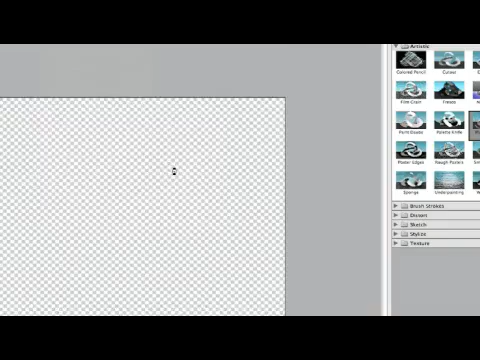 Artistic
Colored Pencil
Cutout
Film Grain
Fresco
Paint Daubs
Palette Knife
Poster Edges
Rough Pastels
Sponge
Underpainting
Brush Strokes
Distort
Sketch
Stylize
Texture